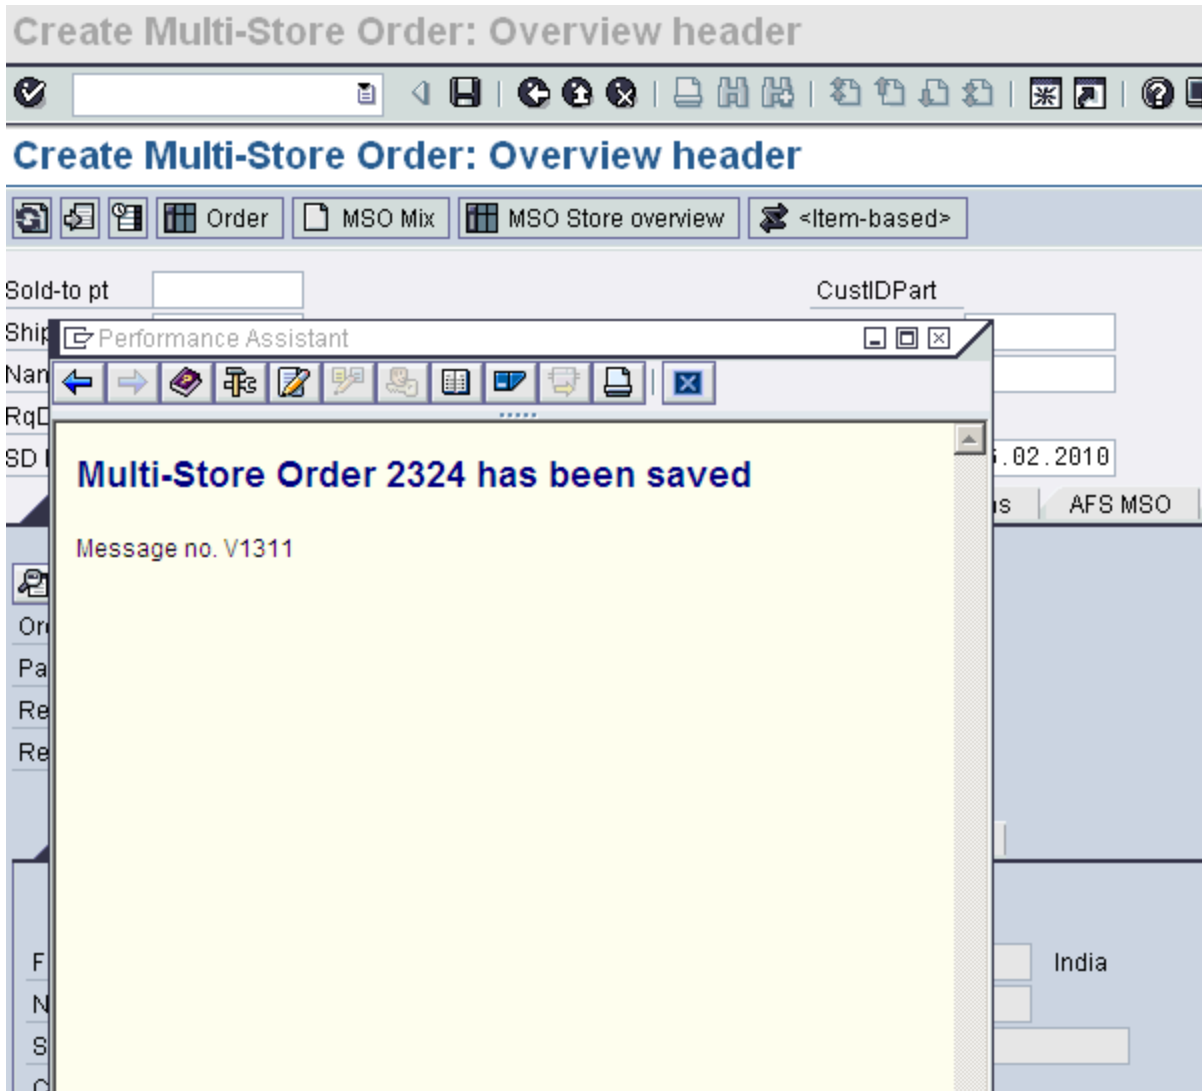 Create Multi-Store Order: Overview header
Create Multi-Store Order: Overview header
Order MSO Mix MSO Store overview <Item-based>
Sold-to pt CustIDPart
Performance Assistant
SD .02.2010
Multi-Store Order 2324 has been saved
AFS MSO
Message no. V1311
India